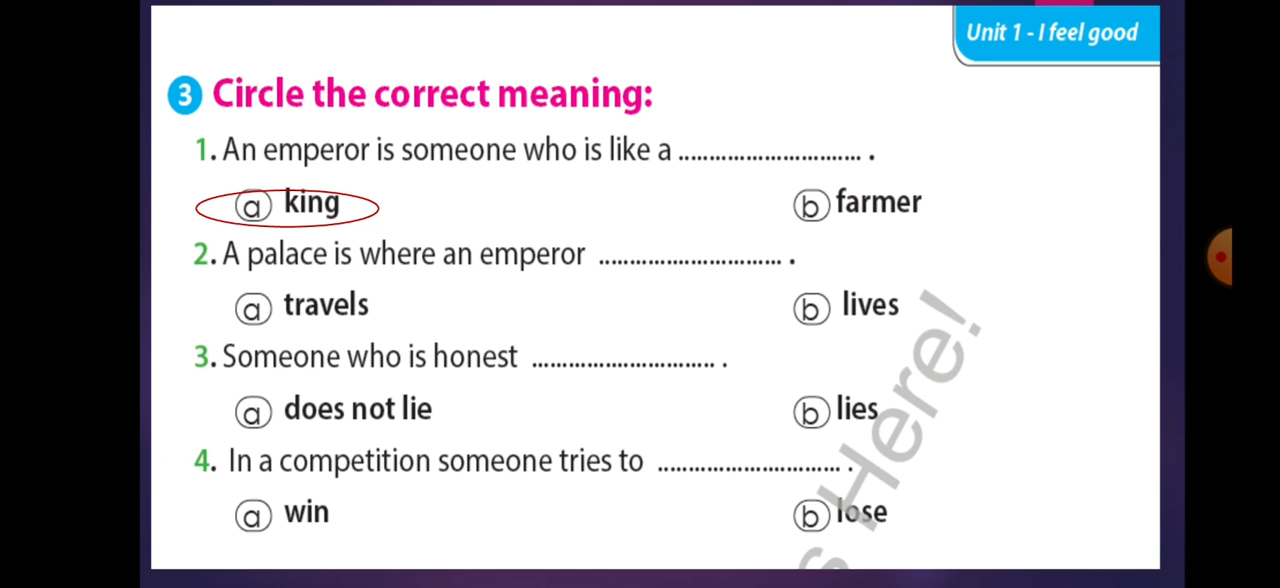 Unit 1 - I feel good
3 Circle the correct meaning:
1. An emperor is someone who is like a .............................. .
a king b farmer
2. A palace is where an emperor .............................. .
a travels b lives
3. Someone who is honest .............................. .
a does not lie b lies
4. In a competition someone tries to .............................. .
a win b lose
s Here!